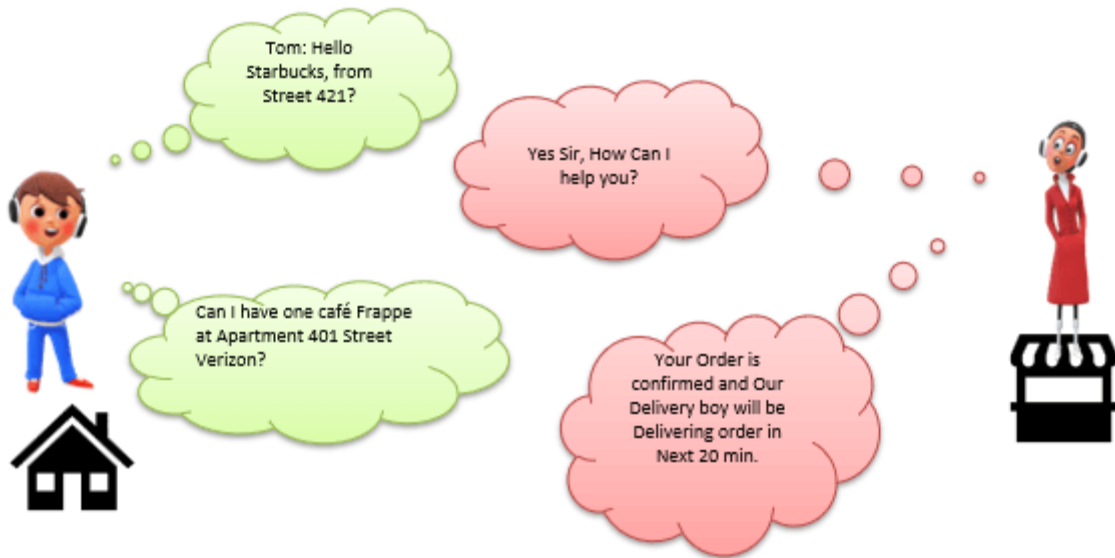 Tom: Hello
Starbucks, from
Street 421?
Yes Sir, How Can I
help you?
Can I have one café Frappe
at Apartment 401 Street
Verizon?
Your Order is
confirmed and Our
Delivery boy will be
Delivering order in
Next 20 min.